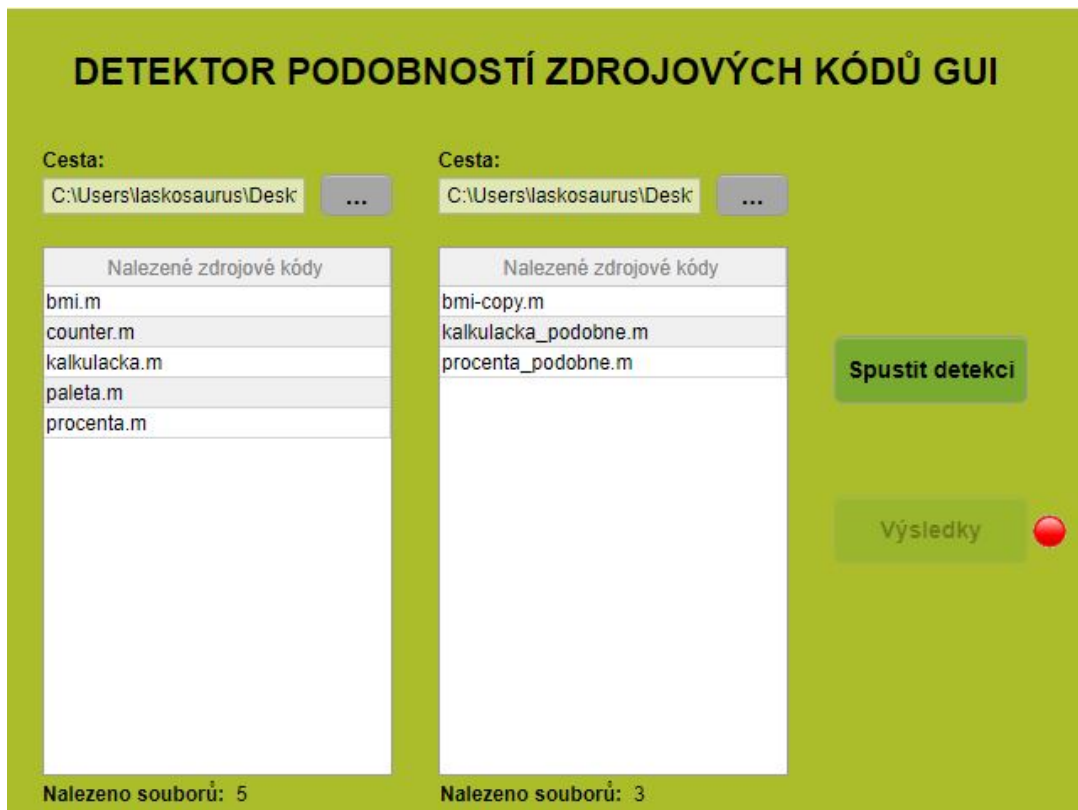 DETEKTOR PODOBNOSTÍ ZDROJOVÝCH KÓDŮ GUI
Cesta:
C:\Users\laskosaurus\Desk
...
Nalezené zdrojové kódy
bmi.m
counter.m
kalkulacka.m
paleta.m
procenta.m
Nalezeno souborů: 5
Cesta:
C:\Users\laskosaurus\Desk
...
Nalezené zdrojové kódy
bmi-copy.m
kalkulacka_podobne.m
procenta_podobne.m
Nalezeno souborů: 3
Spustit detekci
Výsledky